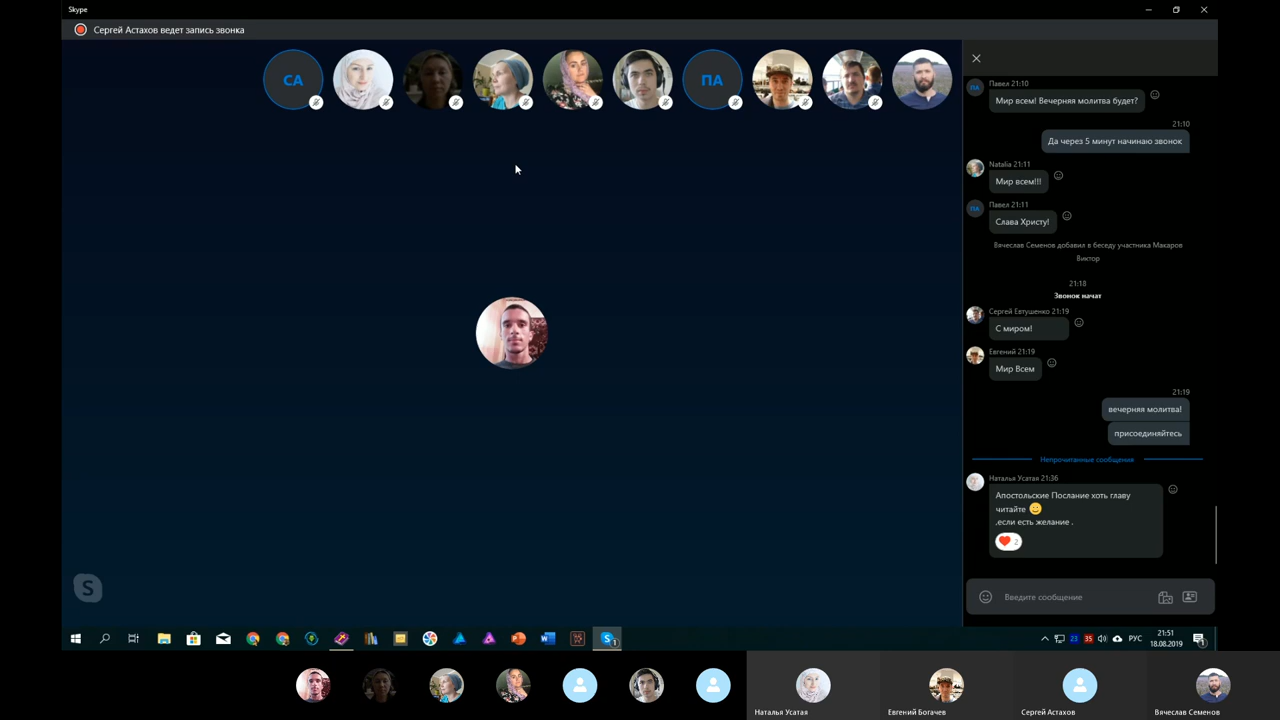 Skype
Сергей Астахов ведет запись звонка
СА
ПА
Павел 21:10
ПА
Мир всем! Вечерняя молитва будет?
21:10
Да через 5 минут начинаю звонок
Natalia 21:11
Мир всем!!!
Павел 21:11
ПА
Слава Христу!
Вячеслав Семенов добавил в беседу участника Макаров
Виктор
21:18
Звонок начат
Сергей Евтушенко 21:19
С миром!
Евгений 21:19
Мир Всем
21:19
вечерняя молитва!
присоединяйтесь
Непрочитанные сообщения
Наталья Усатая 21:36
Апостольские Послание хоть главу
читайте
,если есть желание .
2
S
Введите сообщение
23
35
РУС
21:51
18.08.2019
Наталья Усатая
Евгений Богачев
Сергей Астахов
Вячеслав Семенов